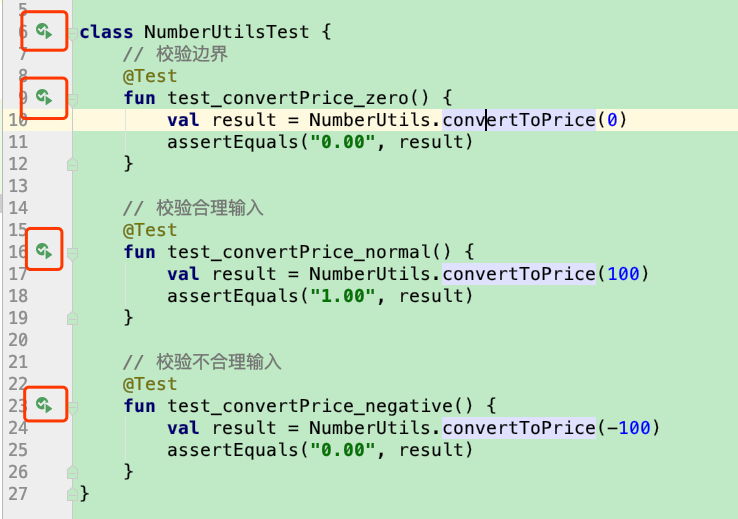 5
6 class NumberUtilsTest {
7 // 校验边界
8 @Test
9 fun test_convertPrice_zero() {
10 val result = NumberUtils.convertToPrice(0)
11 assertEquals("0.00", result)
12 }
13
14 // 校验合理输入
15 @Test
16 fun test_convertPrice_normal() {
17 val result = NumberUtils.convertToPrice(100)
18 assertEquals("1.00", result)
19 }
20
21 // 校验不合理输入
22 @Test
23 fun test_convertPrice_negative() {
24 val result = NumberUtils.convertToPrice(-100)
25 assertEquals("0.00", result)
26 }
27 }